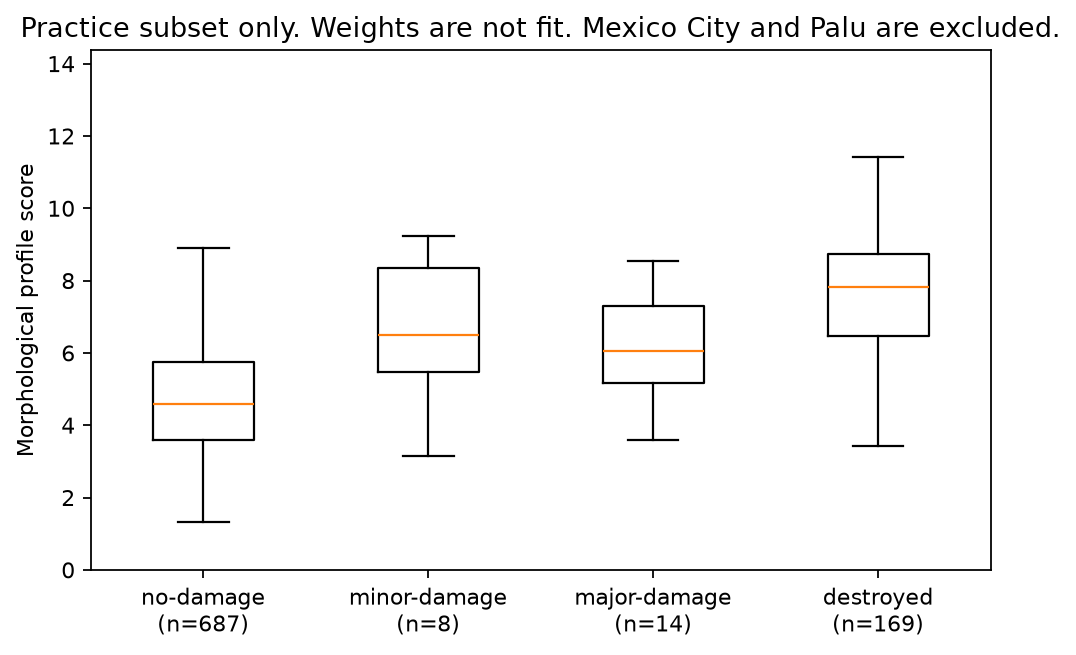 Practice subset only. Weights are not fit. Mexico City and Palu are excluded.
Morphological profile score
14
12
10
8
6
4
2
0
no-damage
(n=687)
minor-damage
(n=8)
major-damage
(n=14)
destroyed
(n=169)